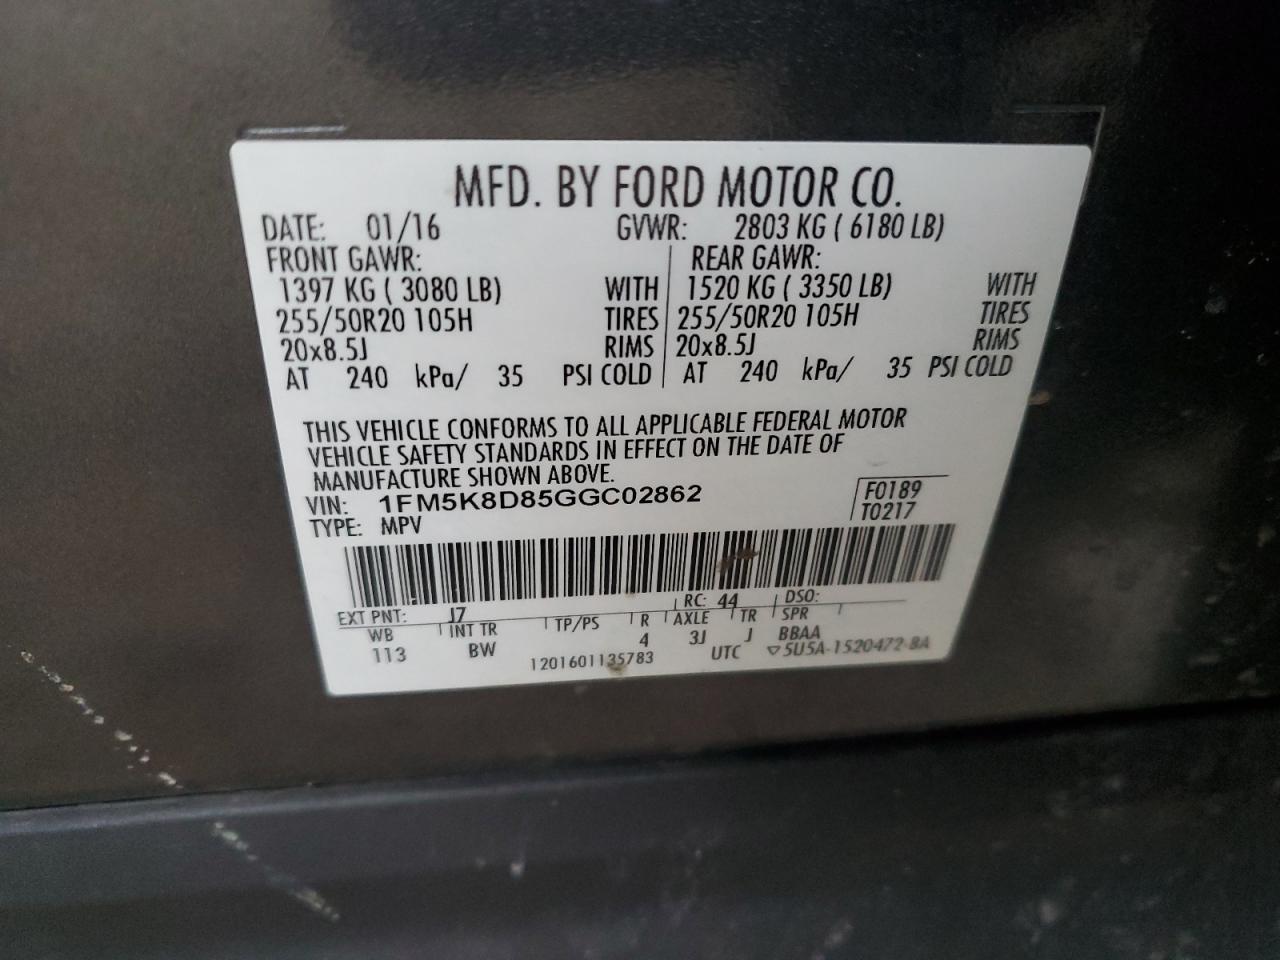 MFD. BY FORD MOTOR CO.
DATE: 01/16 GVWR: 2803 KG ( 6180 LB)
FRONT GAWR: REAR GAWR:
1397 KG ( 3080 LB) WITH 1520 KG ( 3350 LB) WITH
255/50R20 105H TIRES 255/50R20 105H TIRES
20x8.5J RIMS 20x8.5J RIMS
AT 240 kPa/ 35 PSI COLD AT 240 kPa/ 35 PSI COLD
THIS VEHICLE CONFORMS TO ALL APPLICABLE FEDERAL MOTOR
VEHICLE SAFETY STANDARDS IN EFFECT ON THE DATE OF
MANUFACTURE SHOWN ABOVE.
VIN: 1FM5K8D85GGC02862 F0189
TYPE: MPV T0217
EXT PNT: J7 RC: 44 DSO:
WB INT TR TP/PS R AXLE TR SPR
113 BW 4 3J J BBAA
1201601135783 UTC ▽5U5A-1520472-BA